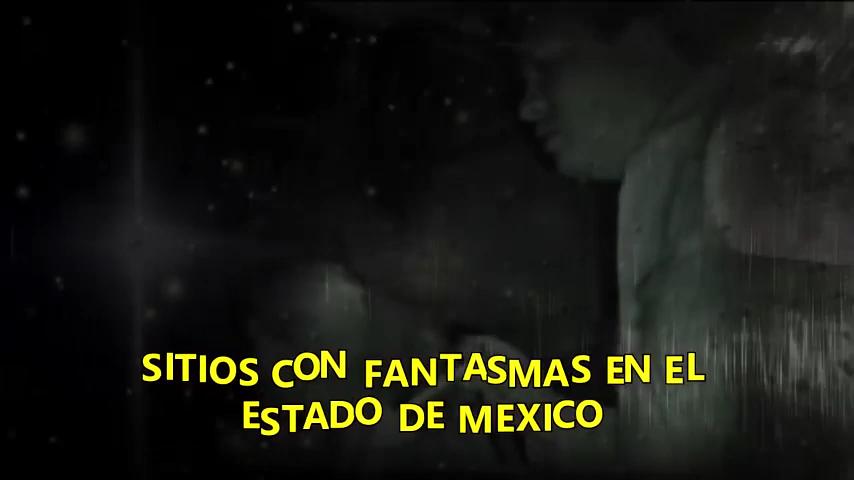 SITIOS CON FANTASMAS EN EL
ESTADO DE MEXICO